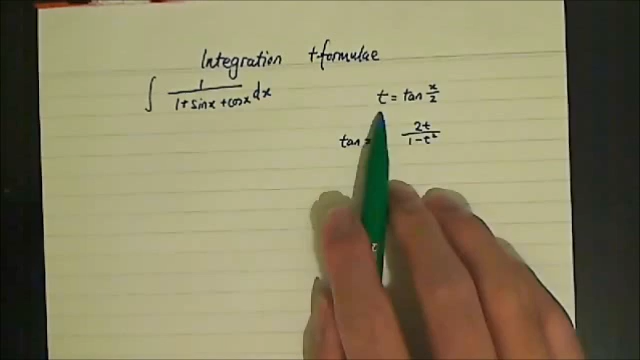 Integration t-formulae
∫ 1/(1+sinx+cosx) dx
t = tan x/2
tan 2t/(1-t²)